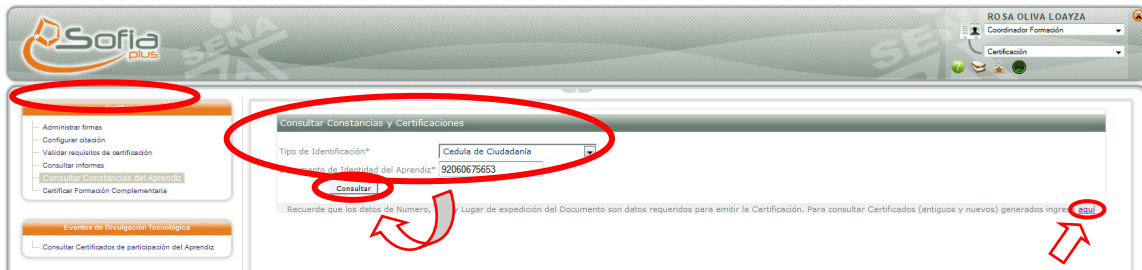 Sofia
plus
SENA
SENA
ROSA OLIVA LOAYZA
Coordinador Formación
Certificación
Administrar firmas
Configurar citación
Validar requisitos de certificación
Consultar informes
Consultar Constancias del Aprendiz
Certificar Formación Complementaria
Eventos de Divulgación Tecnológica
Consultar Certificados de participación del Aprendiz
Consultar Constancias y Certificaciones
Tipo de Identificación*
Cedula de Ciudadanía
de Identidad del Aprendiz*
92060675653
Consultar
Recuerde que los datos de Numero, y Lugar de expedición del Documento son datos requeridos para emitir la Certificación. Para consultar Certificados (antiguos y nuevos) generados ingrese aquí